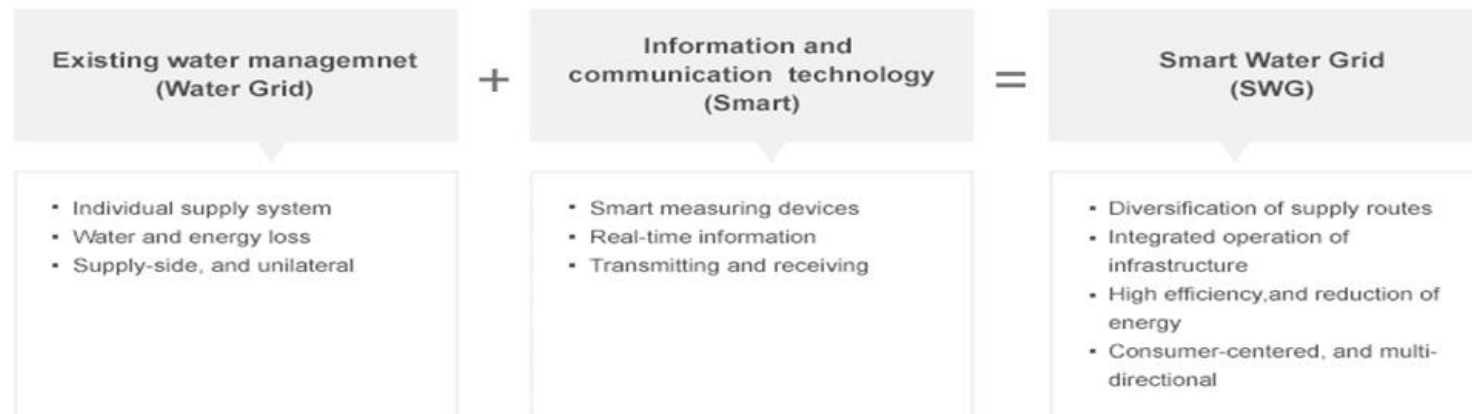 Existing water managemnet
(Water Grid)
+
Information and
communication technology
(Smart)
=
Smart Water Grid
(SWG)
▪ Individual supply system
▪ Water and energy loss
▪ Supply-side, and unilateral
▪ Smart measuring devices
▪ Real-time information
▪ Transmitting and receiving
▪ Diversification of supply routes
▪ Integrated operation of
infrastructure
▪ High efficiency,and reduction of
energy
▪ Consumer-centered, and multi-
directional